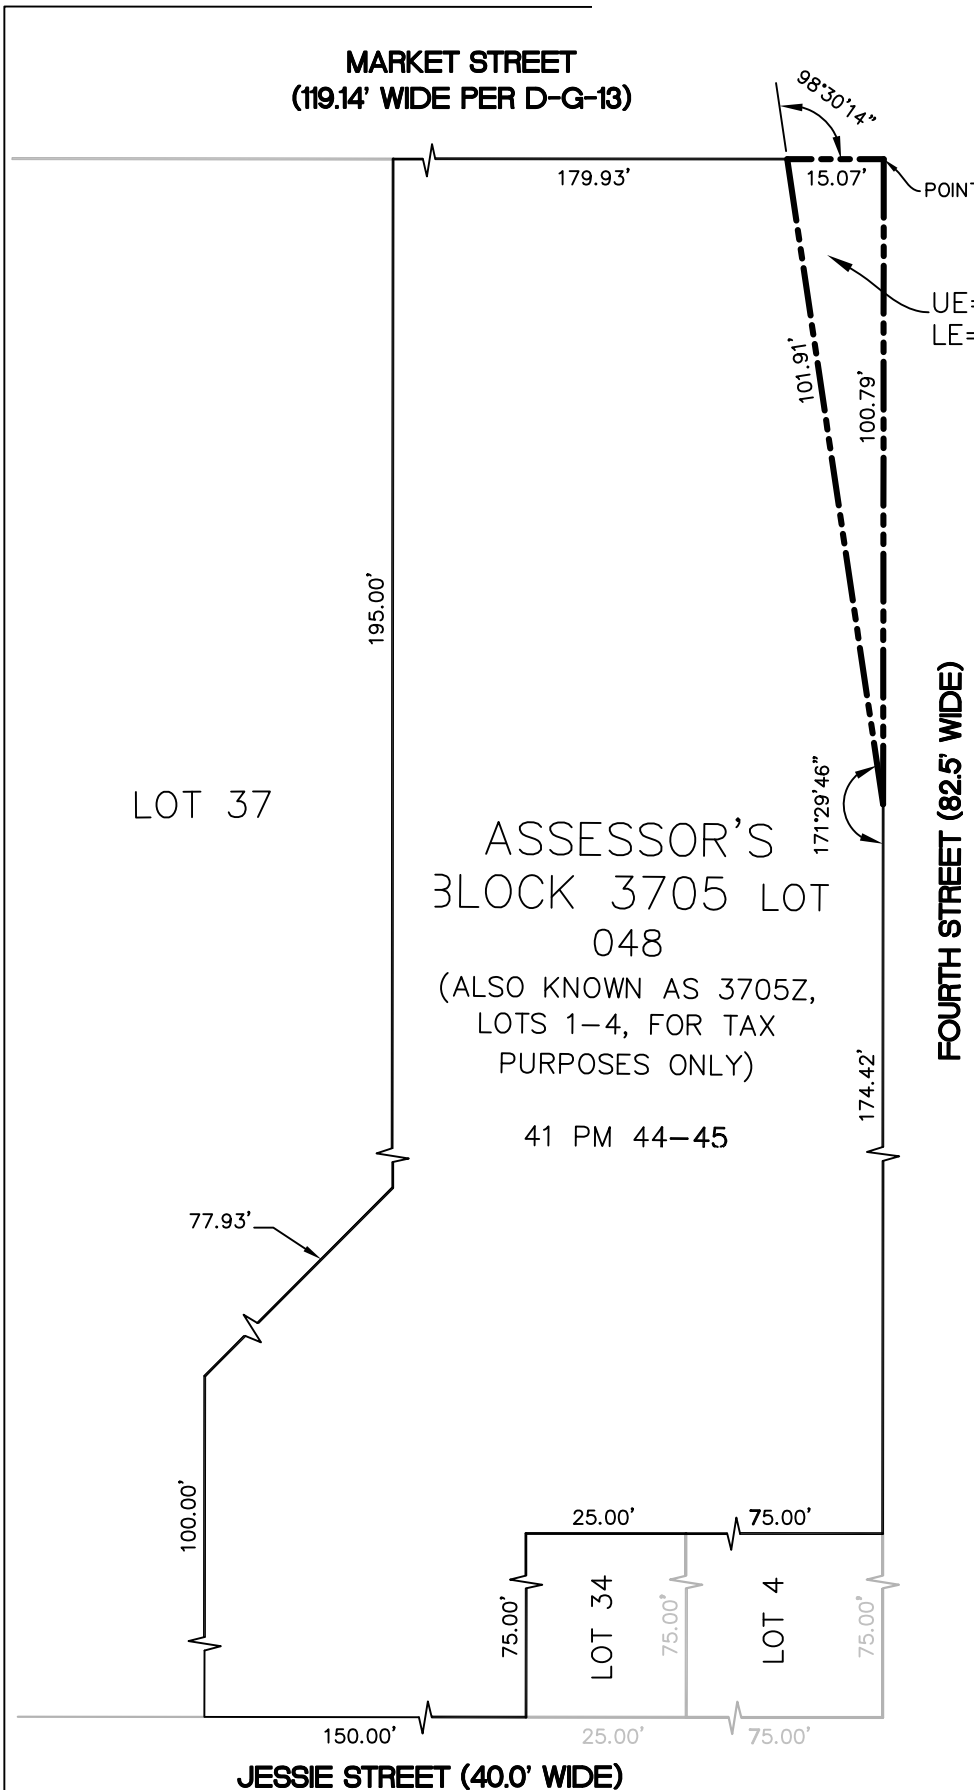 MARKET STREET
(119.14' WIDE PER D-G-13)
98°30'14"
179.93'
15.07'
POINT
UE=
LE=
101.91'
100.79'
195.00'
FOURTH STREET (82.5' WIDE)
171°29'46"
LOT 37
ASSESSOR'S
BLOCK 3705 LOT
048
(ALSO KNOWN AS 3705Z,
LOTS 1-4, FOR TAX
PURPOSES ONLY)
174.42'
41 PM 44-45
77.93'
100.00'
25.00'
75.00'
75.00'
LOT 34
75.00'
LOT 4
75.00'
150.00'
25.00'
75.00'
JESSIE STREET (40.0' WIDE)